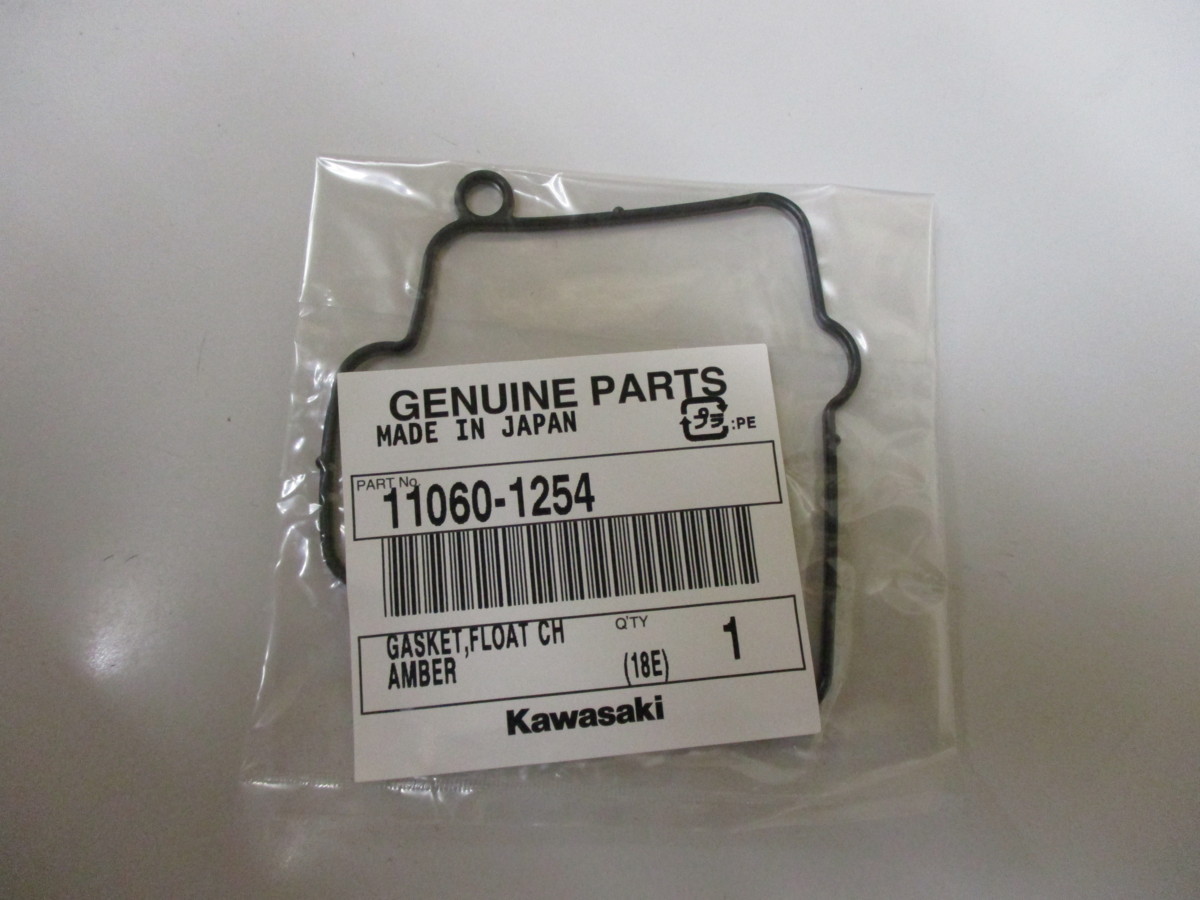 GENUINE PARTS
MADE IN JAPAN
プラ :PE
PART No.
11060-1254
GASKET,FLOAT CH
AMBER
Q'TY
(18E)
1
Kawasaki